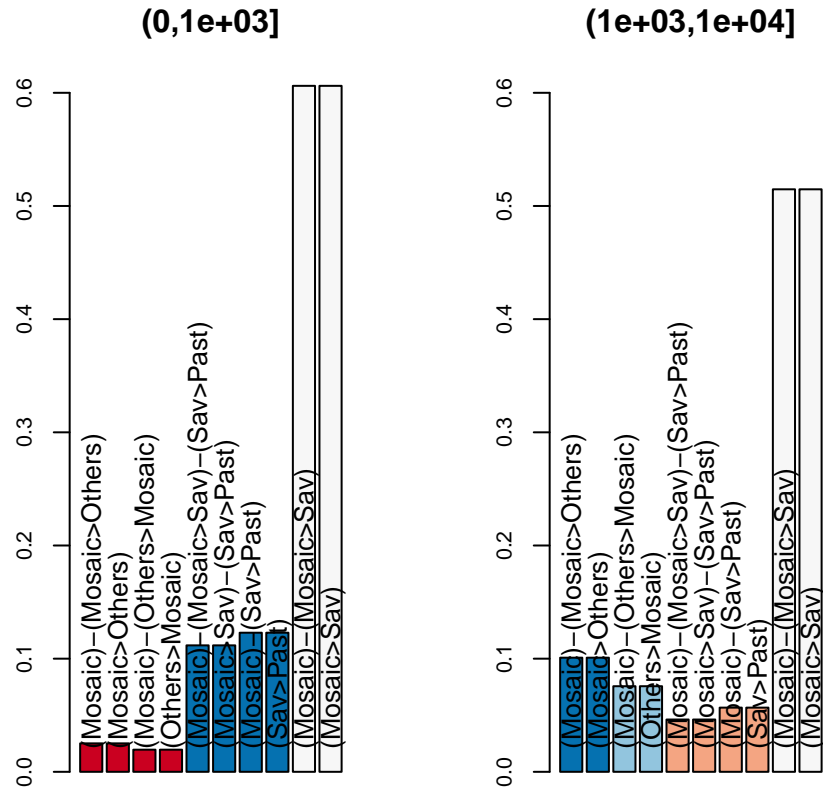 (0,1e+03]
0.0
0.1
0.2
0.3
0.4
0.5
0.6
(Mosaic)−(Mosaic>Others)
(Mosaic>Others)
(Mosaic)−(Others>Mosaic)
(Others>Mosaic)
(Mosaic)−(Mosaic>Sav)−(Sav>Past)
(Mosaic>Sav)−(Sav>Past)
(Mosaic)−(Sav>Past)
(Sav>Past)
(Mosaic)−(Mosaic>Sav)
(Mosaic>Sav)
(1e+03,1e+04]
0.0
0.1
0.2
0.3
0.4
0.5
0.6
(Mosaic)−(Mosaic>Others)
(Mosaic>Others)
(Mosaic)−(Others>Mosaic)
(Others>Mosaic)
(Mosaic)−(Mosaic>Sav)−(Sav>Past)
(Mosaic>Sav)−(Sav>Past)
(Mosaic)−(Sav>Past)
(Sav>Past)
(Mosaic)−(Mosaic>Sav)
(Mosaic>Sav)